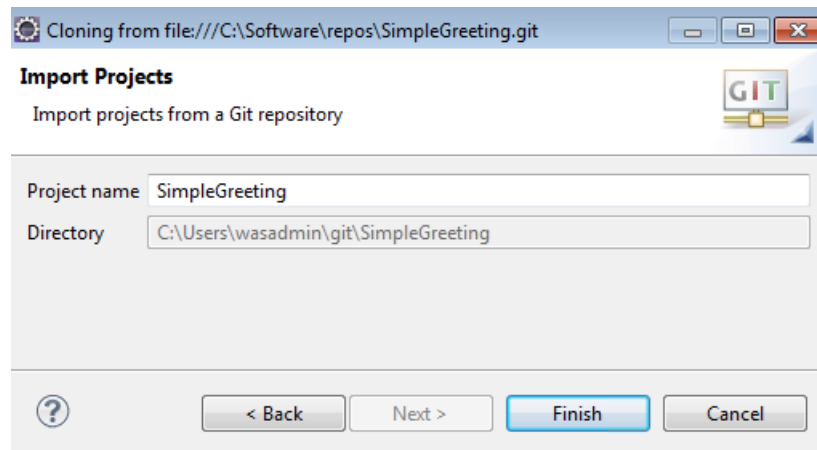 Cloning from file:///C:\Software\repos\SimpleGreeting.git
Import Projects
Import projects from a Git repository
GIT
Project name SimpleGreeting
Directory C:\Users\wasadmin\git\SimpleGreeting
? < Back Next > Finish Cancel